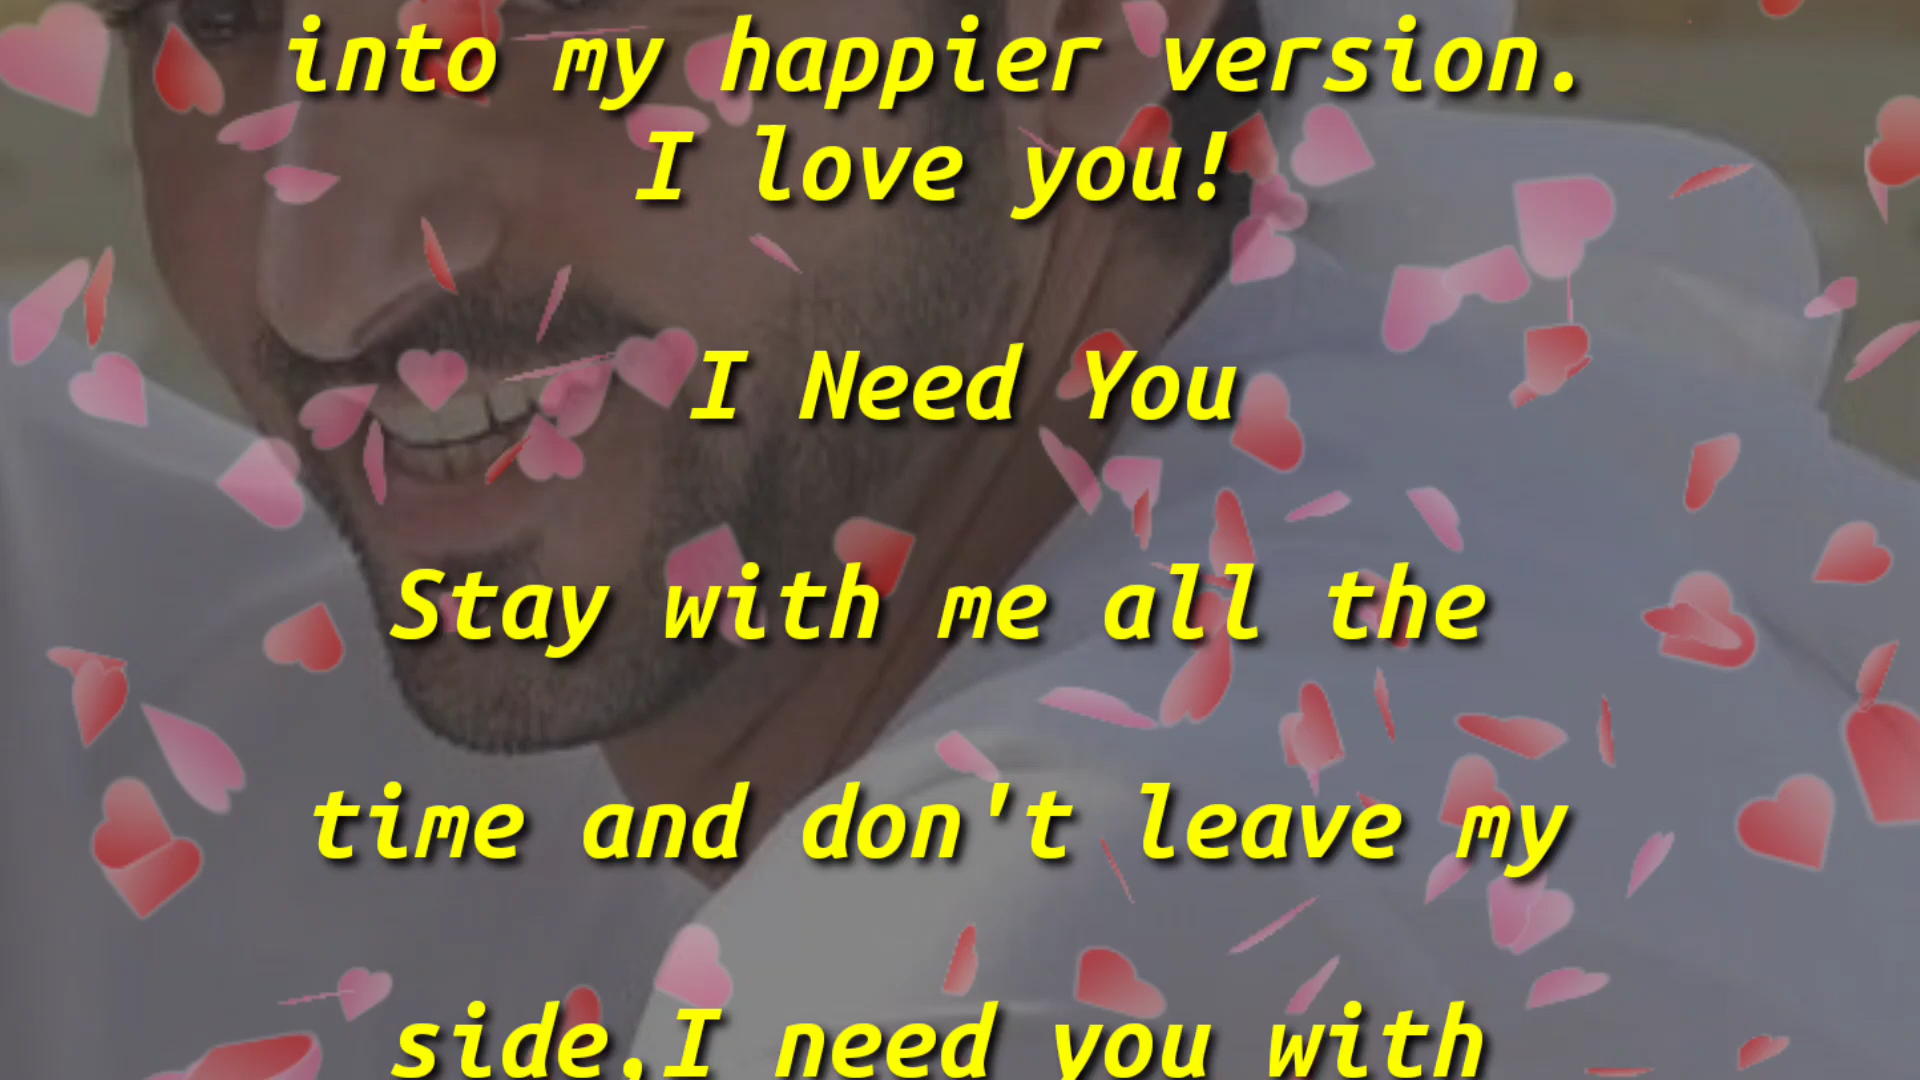 into my happier version.
I love you!
I Need You
Stay with me all the
time and don't leave my
side,I need you with